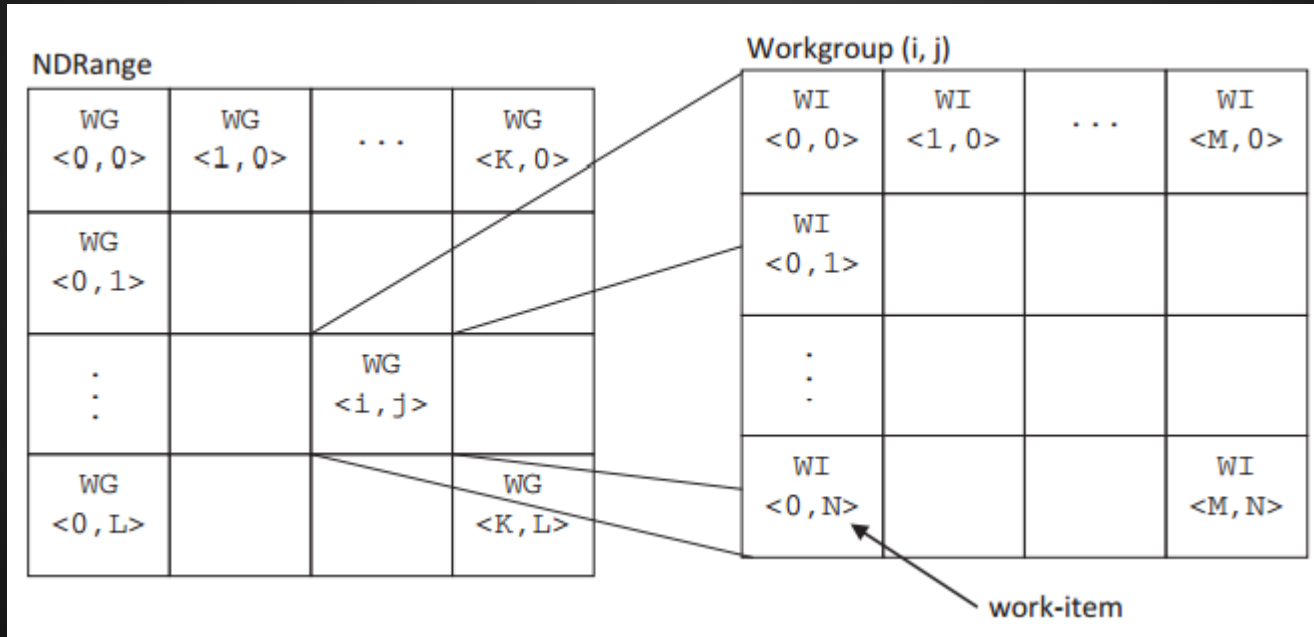 NDRange
WG WG WG
<0,0> <1,0> ... <K,0>
WG
<0,1>
WG
<i,j>
⋮
WG WG
<0,L> <K,L>
Workgroup (i, j)
WI WI WI
<0,0> <1,0> ... <M,0>
WI
<0,1>
⋮
WI WI
<0,N> <M,N>
work-item